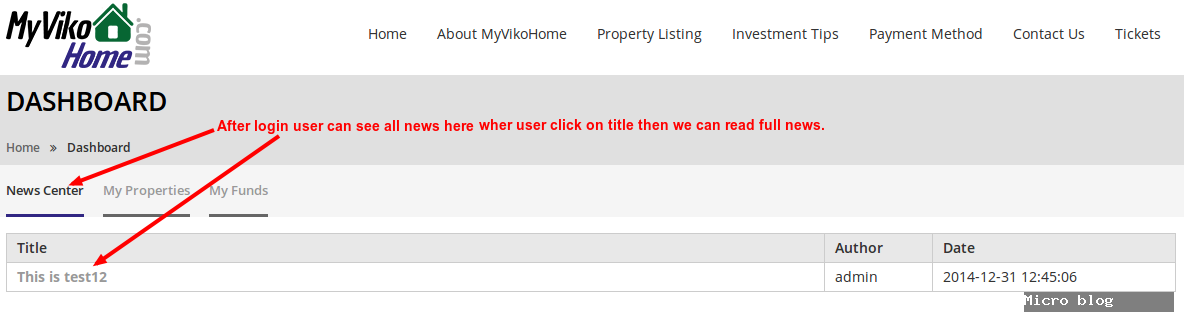 MyViko
Home
.com
Home About MyVikoHome Property Listing Investment Tips Payment Method Contact Us Tickets
DASHBOARD
After login user can see all news here wher user click on title then we can read full news.
Home » Dashboard
News Center My Properties My Funds
Title Author Date
This is test12 admin 2014-12-31 12:45:06
Micro blog